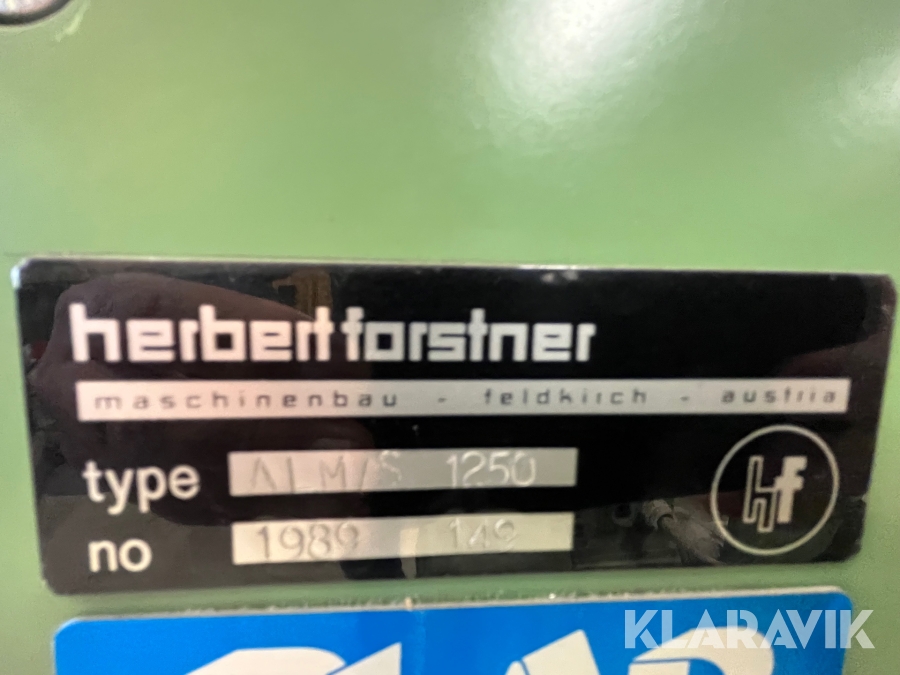 herbert forstner
maschinenbau - feldkirch - austria
type ALM/S 1250
no 1989 149
hf
KLARAVIK